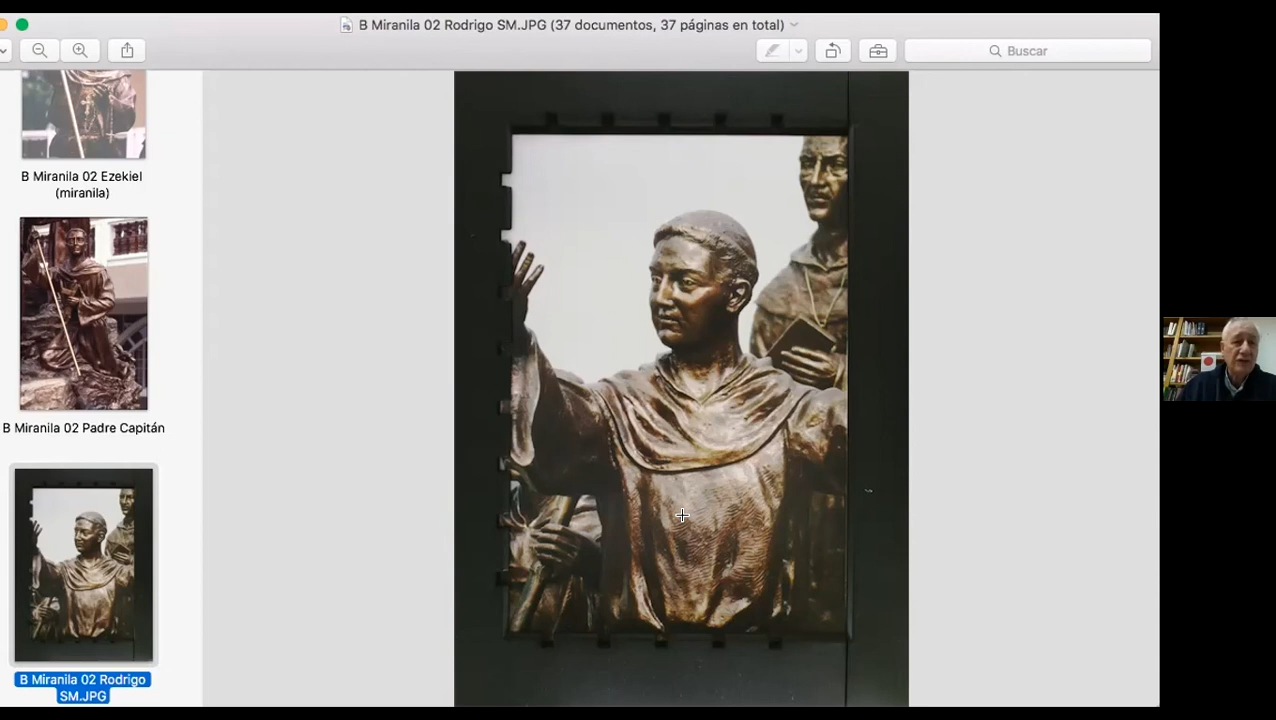 B Miranila 02 Rodrigo SM.JPG (37 documentos, 37 páginas en total)
Buscar
B Miranila 02 Ezekiel
(miranila)
B Miranila 02 Padre Capitán
B Miranila 02 Rodrigo
SM.JPG